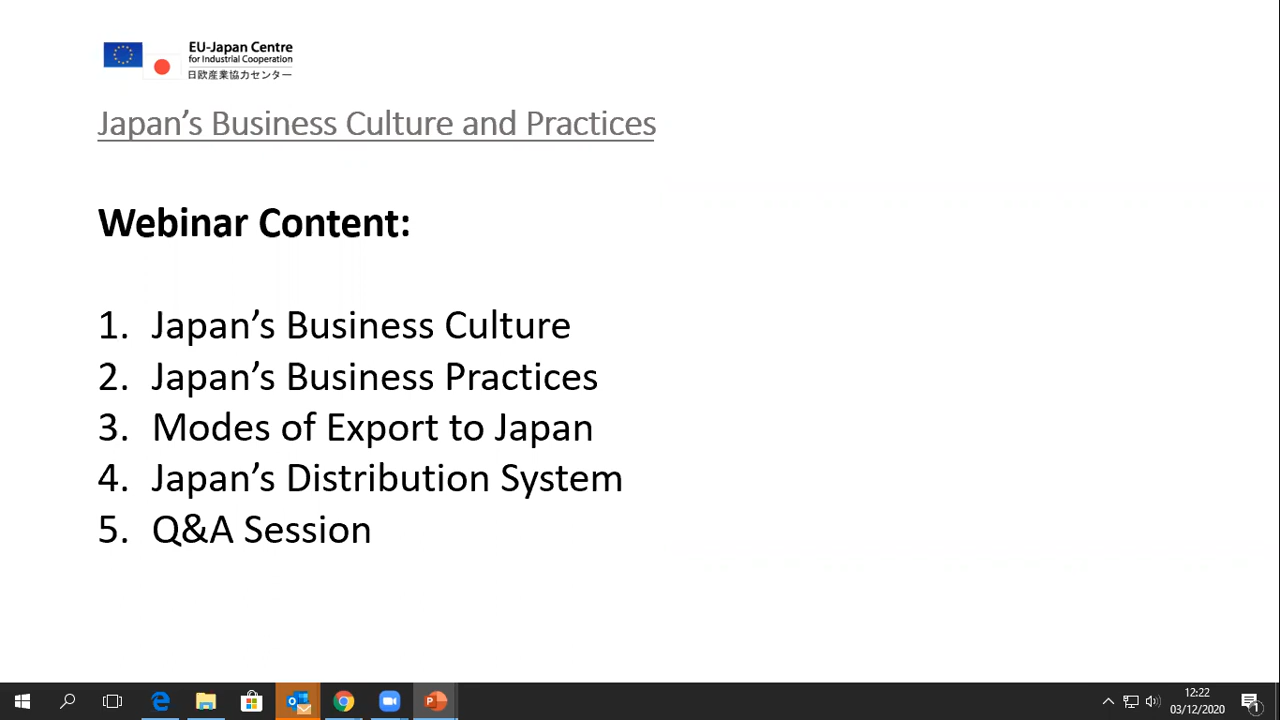 EU-Japan Centre
for Industrial Cooperation
日欧産業協力センター
Japan’s Business Culture and Practices
Webinar Content:
1. Japan’s Business Culture
2. Japan’s Business Practices
3. Modes of Export to Japan
4. Japan’s Distribution System
5. Q&A Session
12:22
03/12/2020
1